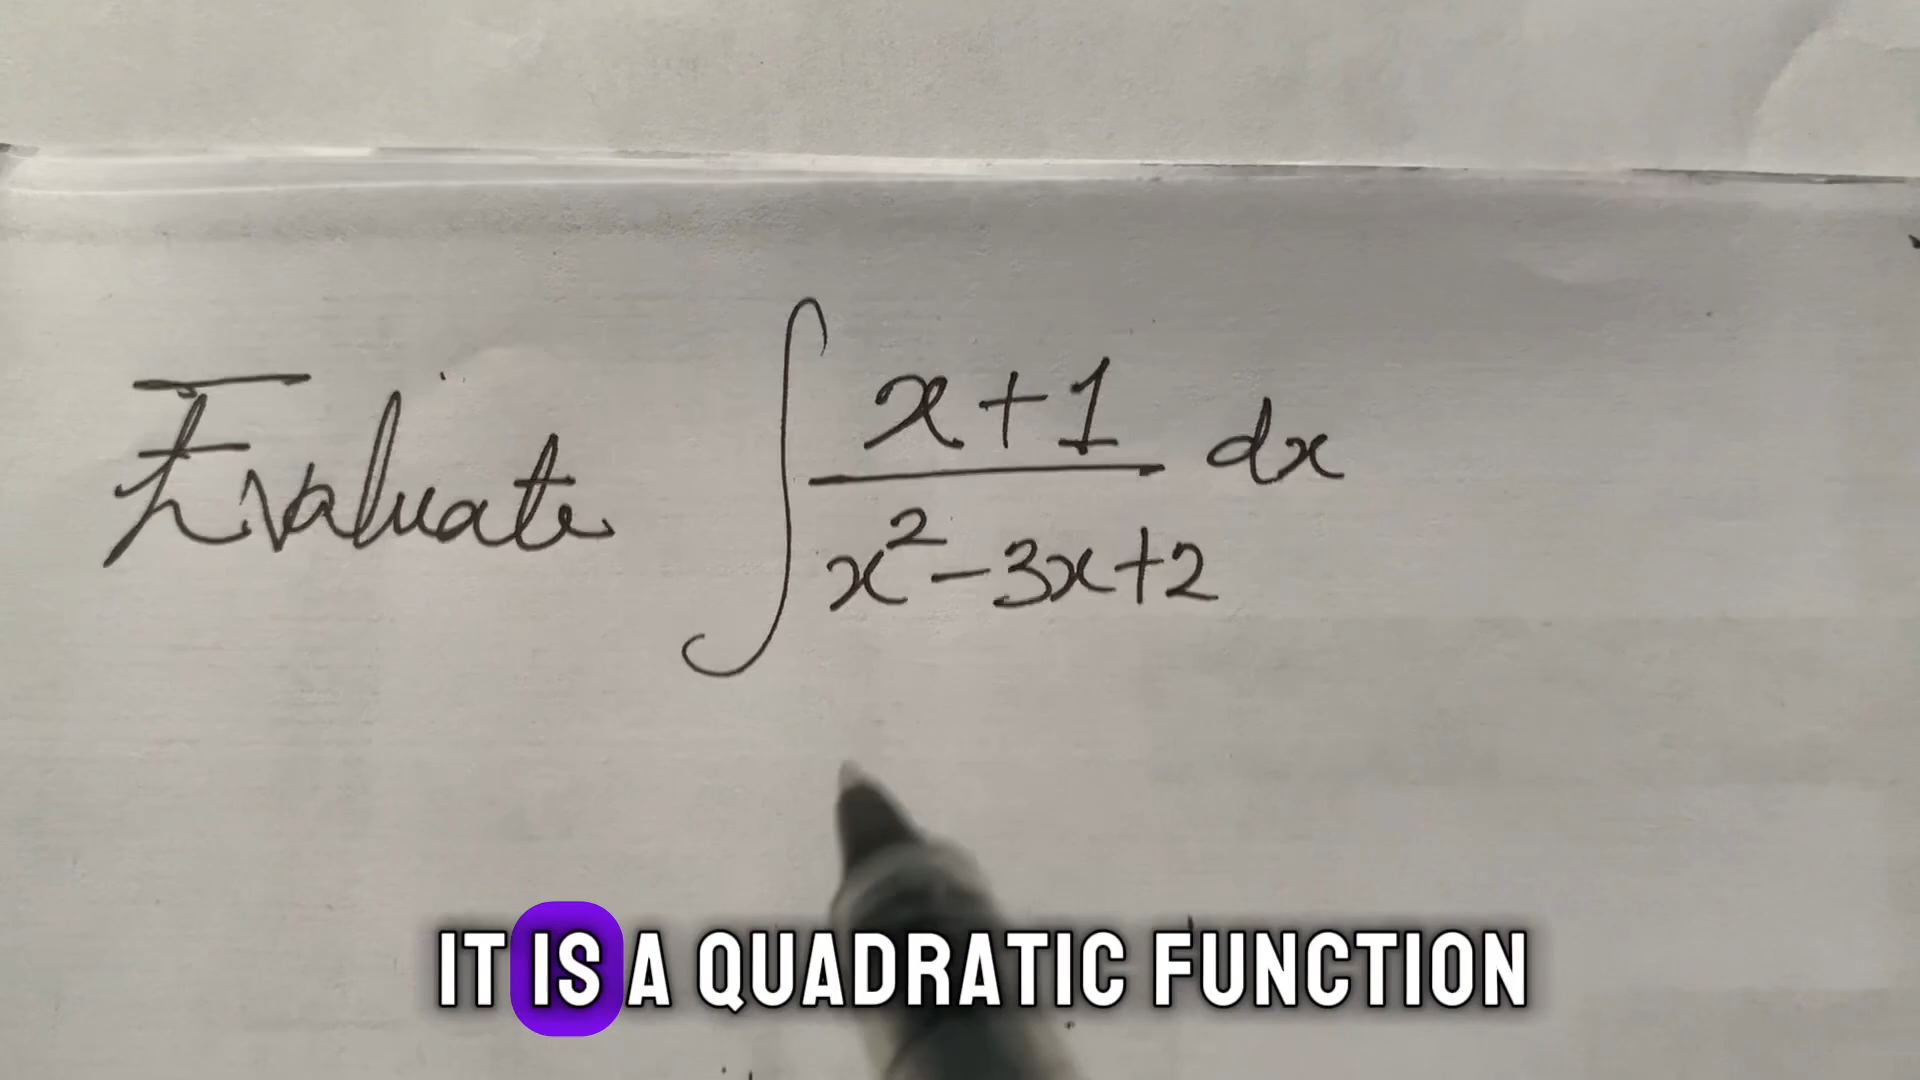 Evaluate ∫ x+1 / x²-3x+2 dx
IT IS A QUADRATIC FUNCTION